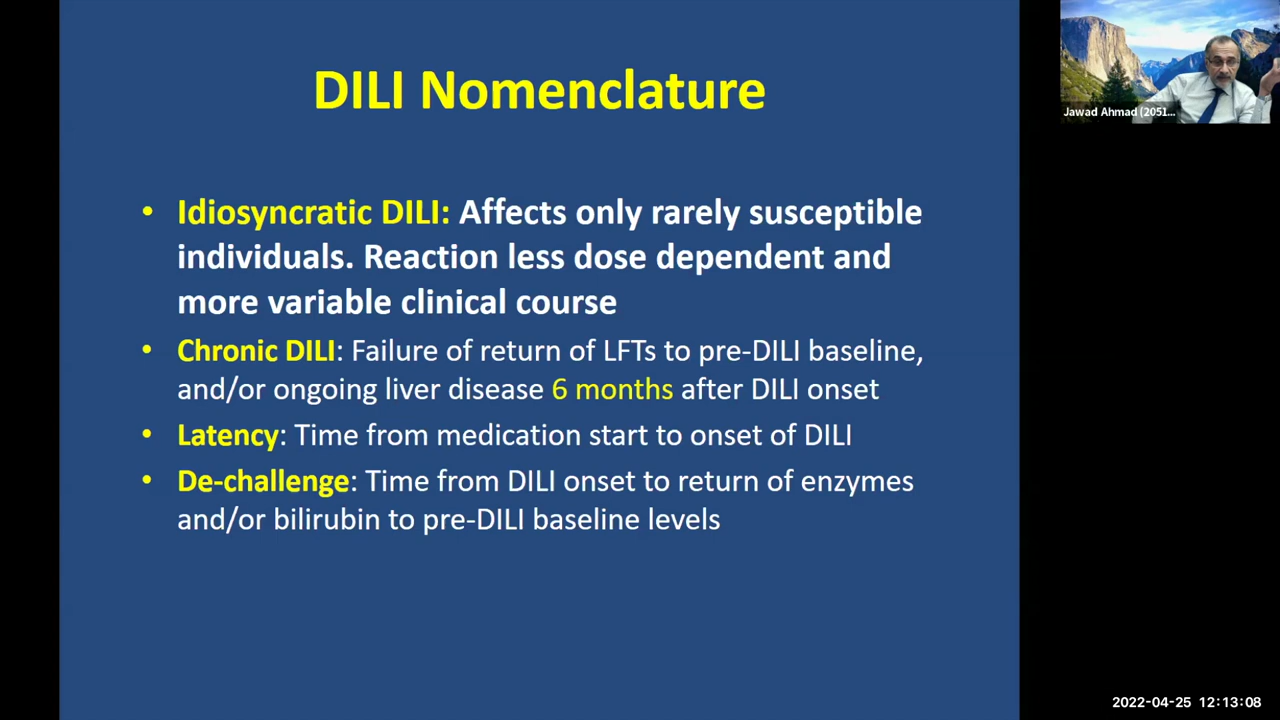 DILI Nomenclature
• Idiosyncratic DILI: Affects only rarely susceptible
individuals. Reaction less dose dependent and
more variable clinical course
• Chronic DILI: Failure of return of LFTs to pre-DILI baseline,
and/or ongoing liver disease 6 months after DILI onset
• Latency: Time from medication start to onset of DILI
• De-challenge: Time from DILI onset to return of enzymes
and/or bilirubin to pre-DILI baseline levels
Jawad Ahmad (2051...
2022-04-25 12:13:08